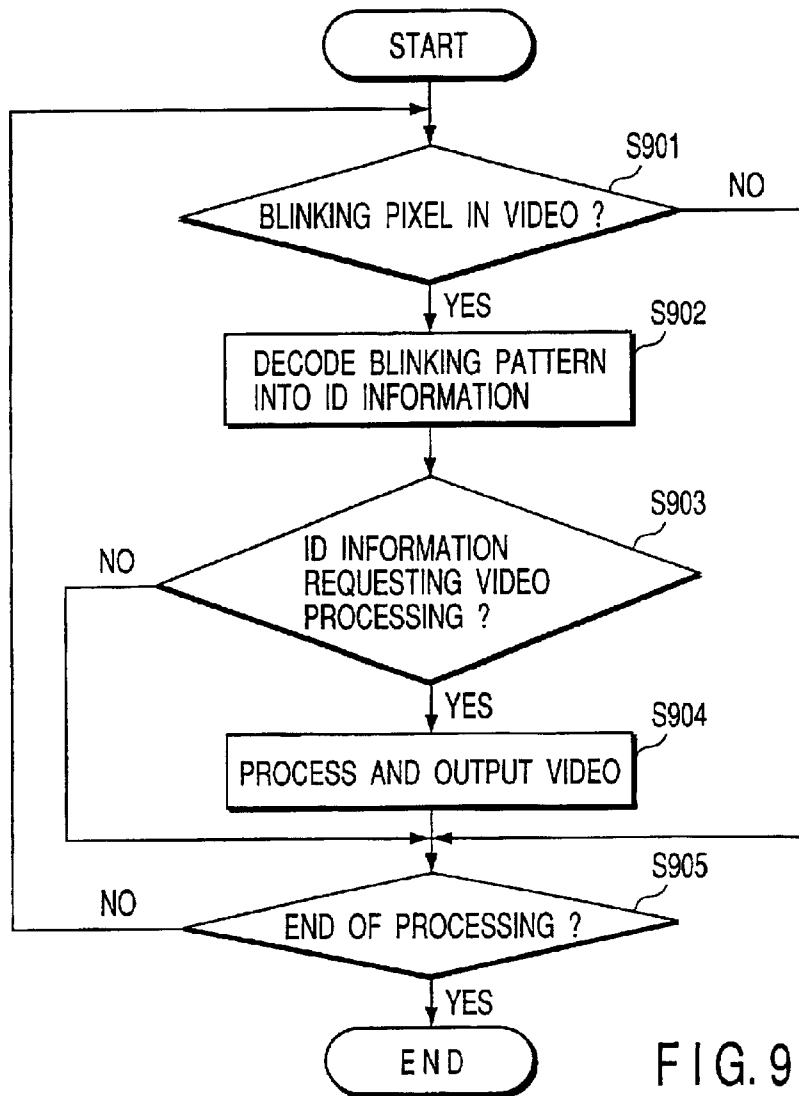 START
S901
BLINKING PIXEL IN VIDEO ?
NO
YES
S902
DECODE BLINKING PATTERN
INTO ID INFORMATION
S903
NO
ID INFORMATION
REQUESTING VIDEO
PROCESSING ?
YES
S904
PROCESS AND OUTPUT VIDEO
S905
NO
END OF PROCESSING ?
YES
END
FIG. 9